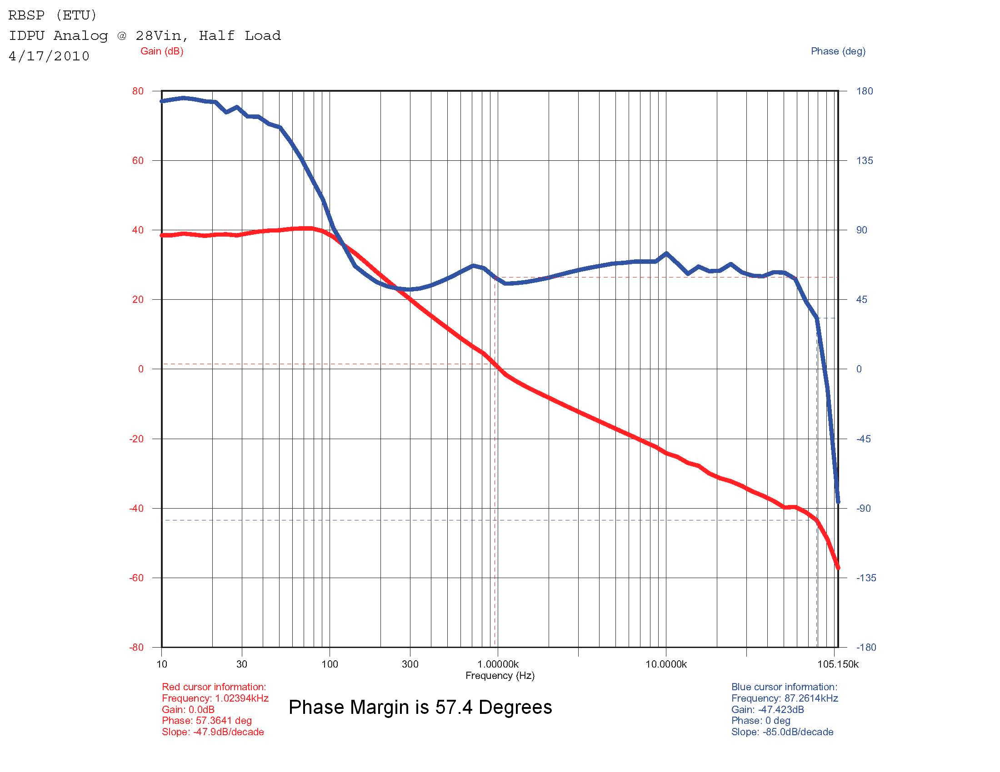 RBSP (ETU)
IDPU Analog @ 28Vin, Half Load
4/17/2010
Gain (dB)
Phase (deg)
80
60
40
20
0
-20
-40
-60
-80
180
135
90
45
0
-45
-90
-135
-180
10 30 100 300 1.00000k 10.0000k 105.150k
Frequency (Hz)
Red cursor information:
Frequency: 1.02394kHz
Gain: 0.0dB
Phase: 57.3641 deg
Slope: -47.9dB/decade
Phase Margin is 57.4 Degrees
Blue cursor information:
Frequency: 87.2614kHz
Gain: -47.423dB
Phase: 0 deg
Slope: -85.0dB/decade